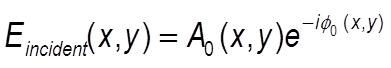 E_incident(x,y) = A_0(x,y)e^{-iϕ_0(x,y)}